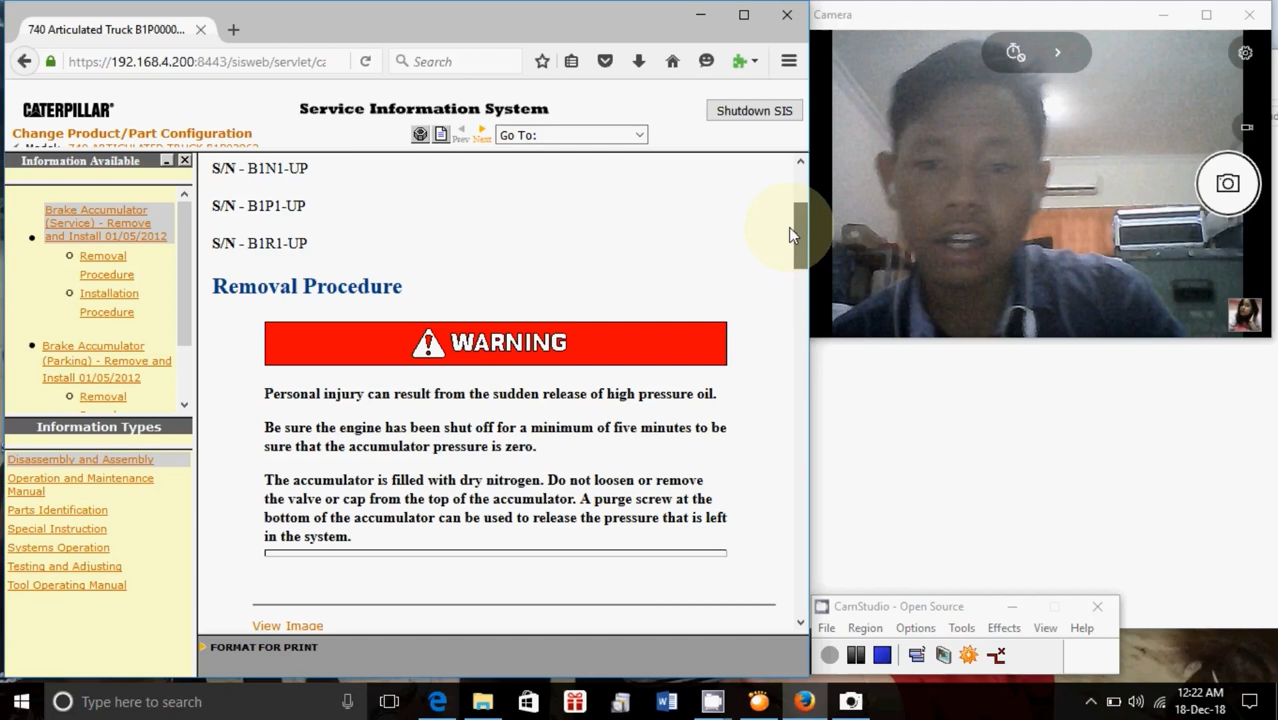 740 Articulated Truck B1P0000...
https://192.168.4.200:8443/sisweb/servlet/ca
Search
CATERPILLAR®
Service Information System
Shutdown SIS
Change Product/Part Configuration
Prev
Next
Go To:
Information Available
Brake Accumulator
(Service) - Remove
and Install 01/05/2012
Removal
Procedure
Installation
Procedure
Brake Accumulator
(Parking) - Remove and
Install 01/05/2012
Removal
Information Types
Disassembly and Assembly
Operation and Maintenance
Manual
Parts Identification
Special Instruction
Systems Operation
Testing and Adjusting
Tool Operating Manual
S/N - B1N1-UP
S/N - B1P1-UP
S/N - B1R1-UP
Removal Procedure
WARNING
Personal injury can result from the sudden release of high pressure oil.
Be sure the engine has been shut off for a minimum of five minutes to be
sure that the accumulator pressure is zero.
The accumulator is filled with dry nitrogen. Do not loosen or remove
the valve or cap from the top of the accumulator. A purge screw at the
bottom of the accumulator can be used to release the pressure that is left
in the system.
View Image
FORMAT FOR PRINT
Camera
CamStudio - Open Source
File Region Options Tools Effects View Help
Type here to search
12:22 AM
18-Dec-18